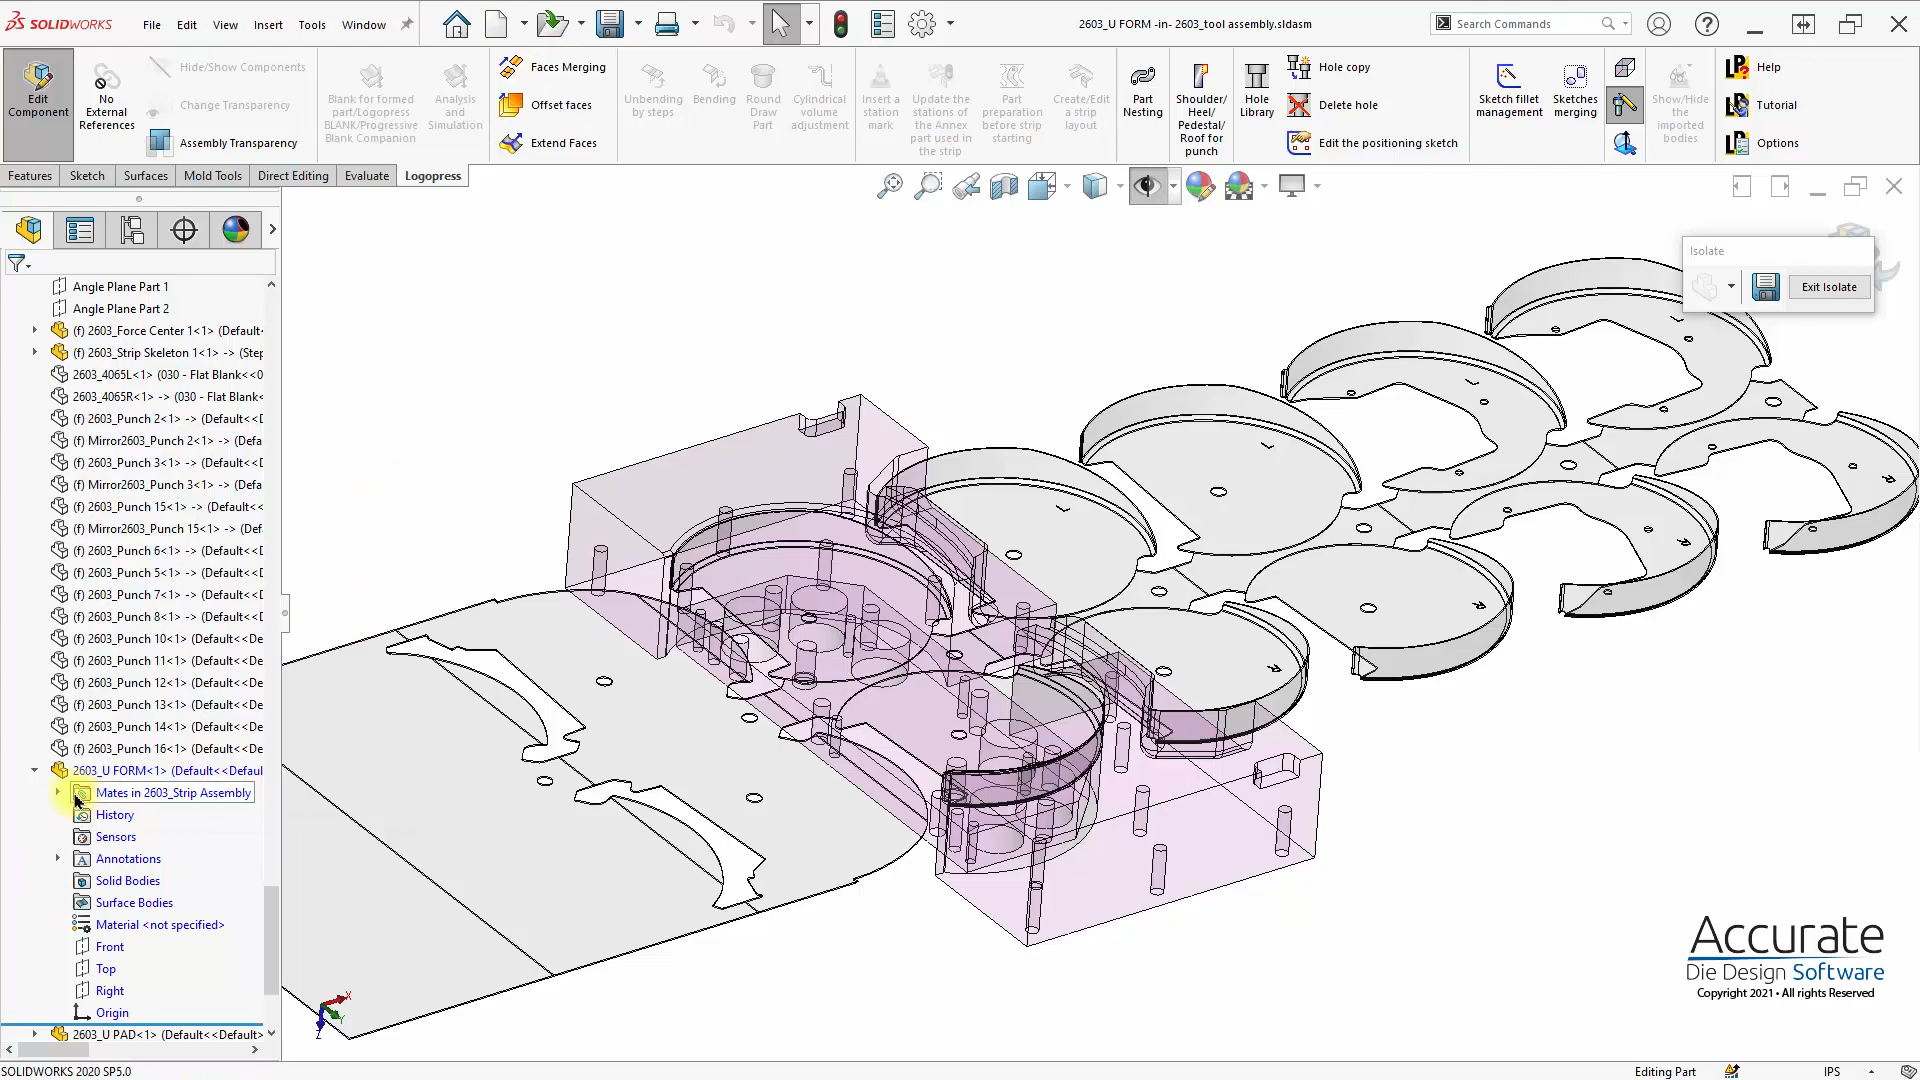 SOLIDWORKS
File Edit View Insert Tools Window
2603_U FORM -in- 2603_tool assembly.sldasm
Search Commands
Edit Component
No External References
Hide/Show Components
Change Transparency
Assembly Transparency
Blank for formed part/Logopress BLANK/Progressive Blank Companion
Analysis and Simulation
Faces Merging
Offset faces
Extend Faces
Unbending by steps
Bending
Round Draw Part
Cylindrical volume adjustment
Insert a station mark
Update the stations of the Annex part used in the strip
Part preparation before strip starting
Create/Edit a strip layout
Part Nesting
Shoulder/ Heel/ Pedestal/ Roof for punch
Hole Library
Hole copy
Delete hole
Edit the positioning sketch
Sketch fillet management
Sketches merging
Show/Hide the imported bodies
Help
Tutorial
Options
Features Sketch Surfaces Mold Tools Direct Editing Evaluate Logopress
Isolate
Exit Isolate
Angle Plane Part 1
Angle Plane Part 2
(f) 2603_Force Center 1<1> (Default<
(f) 2603_Strip Skeleton 1<1> -> (Step
2603_4065L<1> (030 - Flat Blank<<0
2603_4065R<1> -> (030 - Flat Blank<
(f) 2603_Punch 2<1> -> (Default<<D
(f) Mirror2603_Punch 2<1> -> (Defa
(f) 2603_Punch 3<1> -> (Default<<D
(f) Mirror2603_Punch 3<1> -> (Defa
(f) 2603_Punch 15<1> -> (Default<<
(f) Mirror2603_Punch 15<1> -> (Def
(f) 2603_Punch 6<1> -> (Default<<D
(f) 2603_Punch 5<1> -> (Default<<D
(f) 2603_Punch 7<1> -> (Default<<D
(f) 2603_Punch 8<1> -> (Default<<D
(f) 2603_Punch 10<1> (Default<<De
(f) 2603_Punch 11<1> (Default<<De
(f) 2603_Punch 12<1> (Default<<De
(f) 2603_Punch 13<1> (Default<<De
(f) 2603_Punch 14<1> (Default<<De
(f) 2603_Punch 16<1> (Default<<De
2603_U FORM<1> (Default<<Defaul
Mates in 2603_Strip Assembly
History
Sensors
Annotations
Solid Bodies
Surface Bodies
Material <not specified>
Front
Top
Right
Origin
2603_U PAD<1> (Default<<Default>
L
L
L
L
R
R
R
R
X
Y
Z
Accurate
Die Design Software
Copyright 2021 • All rights Reserved
SOLIDWORKS 2020 SP5.0
Editing Part
IPS